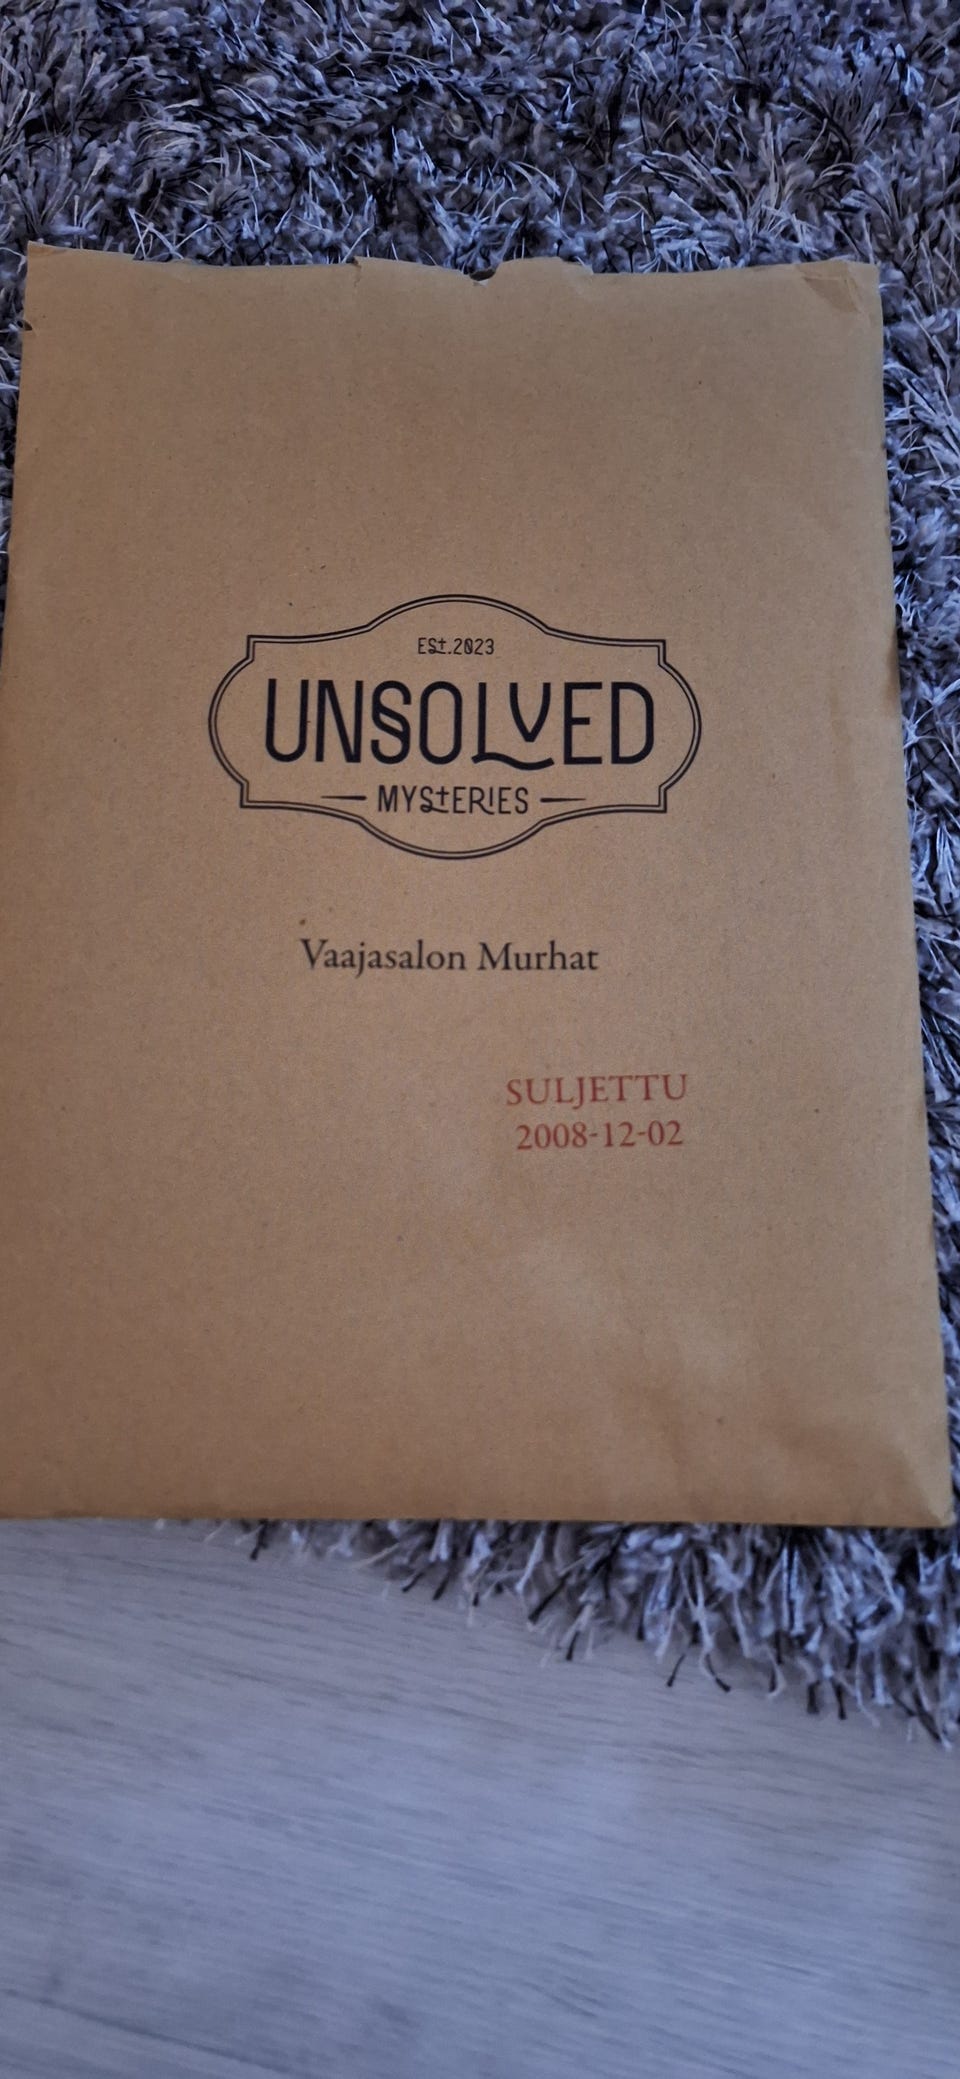 Est.2023
UNSOLVED
MYSTERIES
Vaajasalon Murhat
SULJETTU
2008-12-02